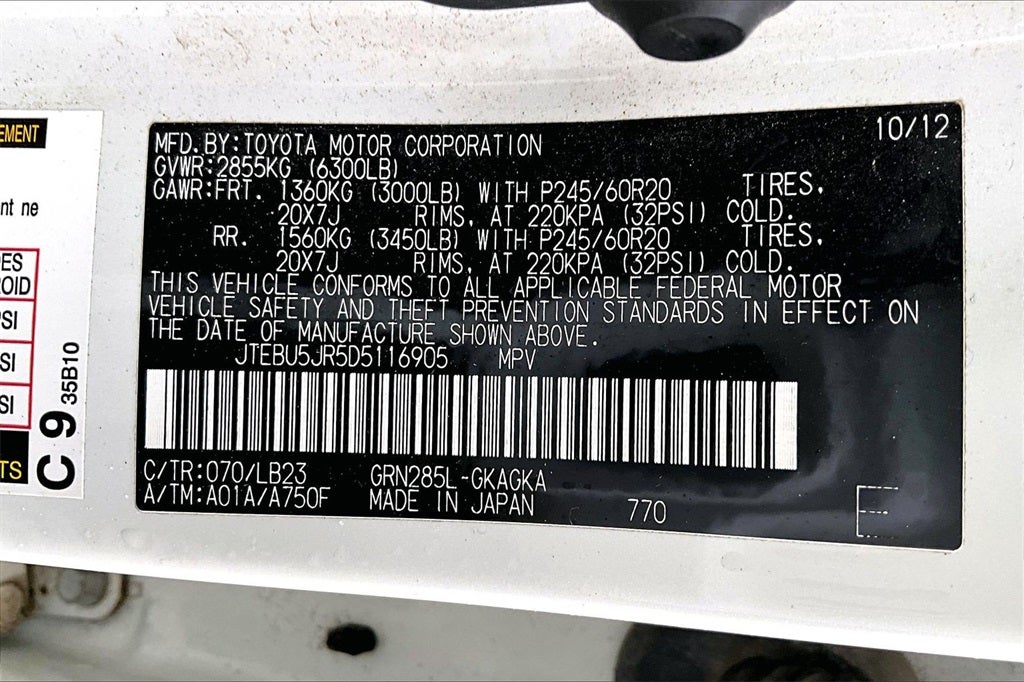 EMENT
nt ne
ES
ROID
PSI
SI
SI
TS
C 9
35B10
10/12
MFD.BY:TOYOTA MOTOR CORPORATION
GVWR:2855KG (6300LB)
GAWR:FRT. 1360KG (3000LB) WITH P245/60R20 TIRES,
20X7J RIMS, AT 220KPA (32PSI) COLD.
RR. 1560KG (3450LB) WITH P245/60R20 TIRES,
20X7J RIMS, AT 220KPA (32PSI) COLD.
THIS VEHICLE CONFORMS TO ALL APPLICABLE FEDERAL MOTOR
VEHICLE SAFETY AND THEFT PREVENTION STANDARDS IN EFFECT ON
THE DATE OF MANUFACTURE SHOWN ABOVE.
JTEBU5JR5D5116905 MPV
C/TR:070/LB23 GRN285L-GKAGKA
A/TM:A01A/A750F MADE IN JAPAN 770 E